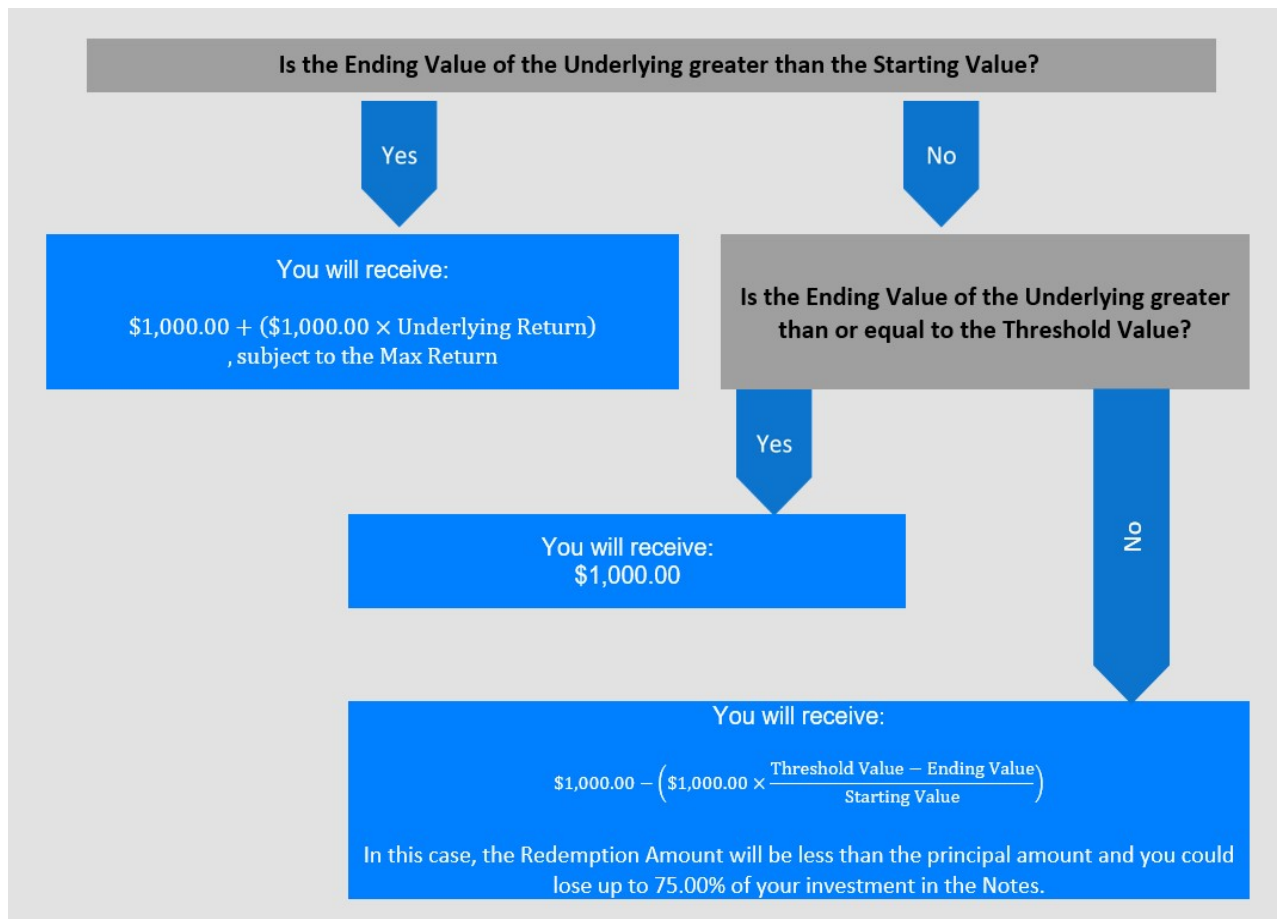 Is the Ending Value of the Underlying greater than the Starting Value?
Yes
No
You will receive:
$1,000.00 + ($1,000.00 × Underlying Return)
, subject to the Max Return
Is the Ending Value of the Underlying greater
than or equal to the Threshold Value?
Yes
No
You will receive:
$1,000.00
You will receive:
$1,000.00 − ($1,000.00 × Threshold Value − Ending Value
Starting Value)
In this case, the Redemption Amount will be less than the principal amount and you could
lose up to 75.00% of your investment in the Notes.